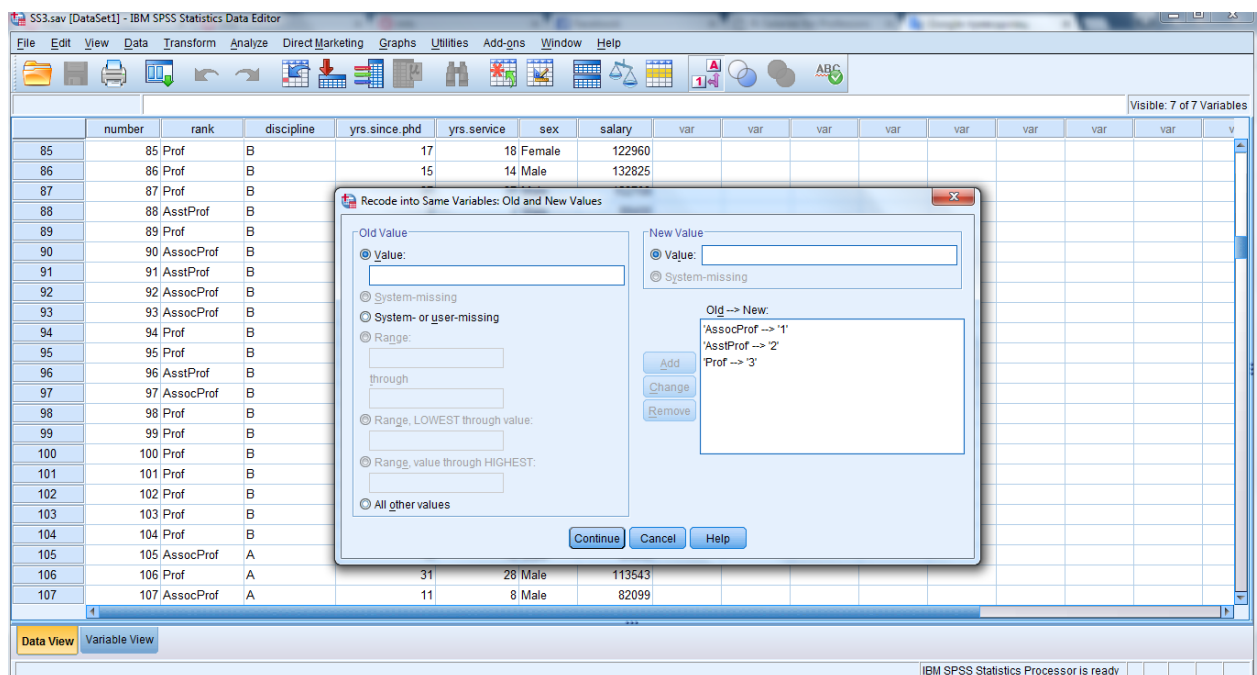 SS3.sav [DataSet1] - IBM SPSS Statistics Data Editor
File Edit View Data Transform Analyze Direct Marketing Graphs Utilities Add-ons Window Help
Visible: 7 of 7 Variables
number rank discipline yrs.since.phd yrs.service sex salary var var var var var var var var
85 85 Prof B 17 18 Female 122960
86 86 Prof B 15 14 Male 132825
87 87 Prof B
88 88 AsstProf B
89 89 Prof B
90 90 AssocProf B
91 91 AsstProf B
92 92 AssocProf B
93 93 AssocProf B
94 94 Prof B
95 95 Prof B
96 96 AsstProf B
97 97 AssocProf B
98 98 Prof B
99 99 Prof B
100 100 Prof B
101 101 Prof B
102 102 Prof B
103 103 Prof B
104 104 Prof B
105 105 AssocProf A
106 106 Prof A 31 28 Male 113543
107 107 AssocProf A 11 8 Male 82099
Recode into Same Variables: Old and New Values
Old Value
Value:
System-missing
System- or user-missing
Range:
through
Range, LOWEST through value:
Range, value through HIGHEST:
All other values
New Value
Value:
System-missing
Old --> New:
'AssocProf' --> '1'
'AsstProf' --> '2'
'Prof' --> '3'
Add
Change
Remove
Continue Cancel Help
Data View Variable View
IBM SPSS Statistics Processor is ready